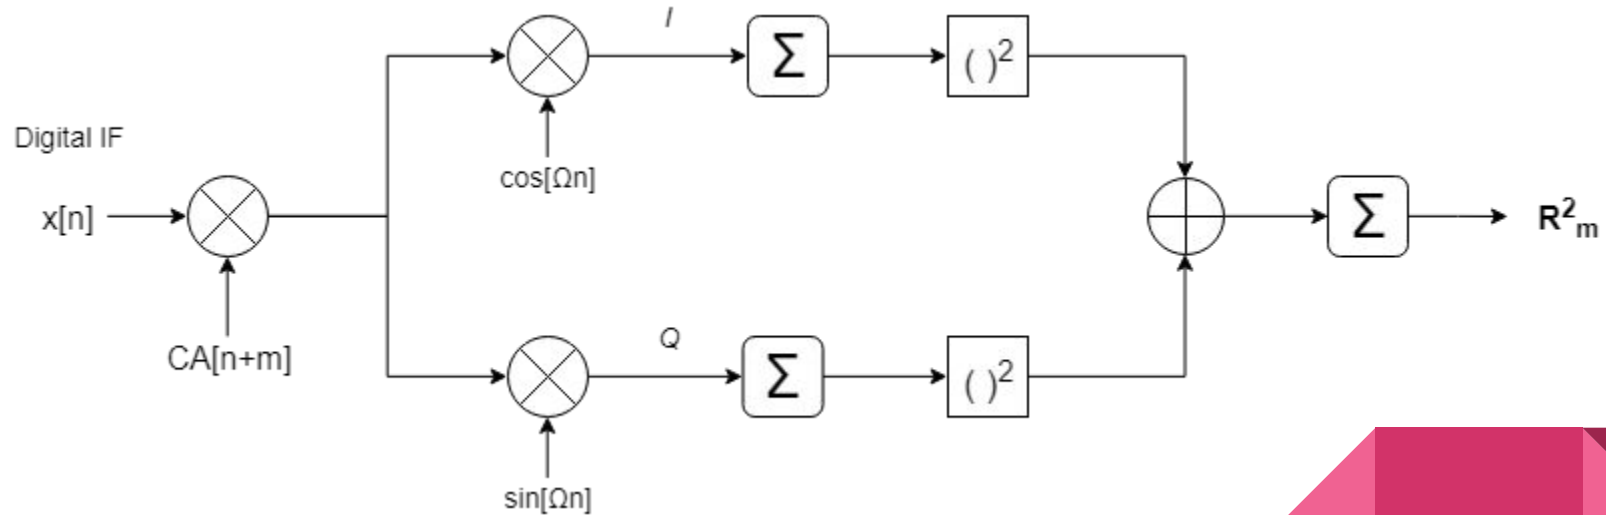 I
Σ
( )²
Digital IF
cos[Ωn]
x[n]
Σ
R²m
CA[n+m]
Q
Σ
( )²
sin[Ωn]